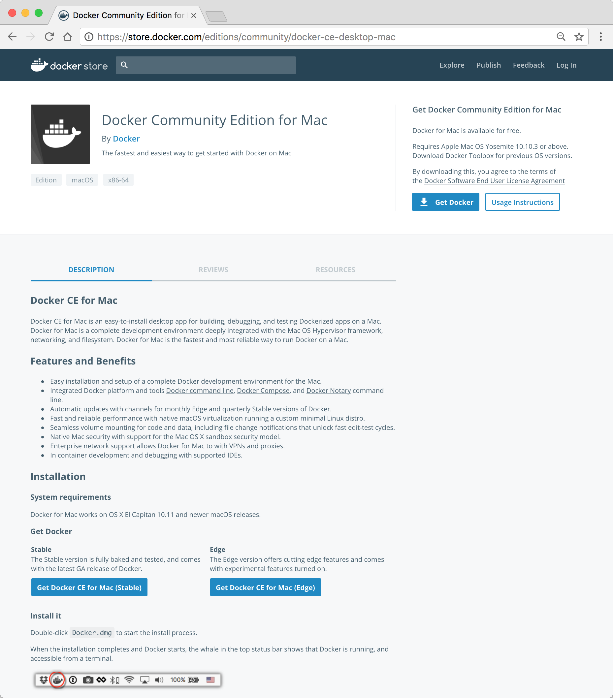 Docker Community Edition for
https://store.docker.com/editions/community/docker-ce-desktop-mac
docker store
Explore
Publish
Feedback
Log In
Docker Community Edition for Mac
By Docker
The fastest and easiest way to get started with Docker on Mac
Edition
macOS
x86-64
Get Docker Community Edition for Mac
Docker for Mac is available for free.
Requires Apple Mac OS Yosemite 10.10.3 or above.
Download Docker Toolbox for previous OS versions.
By downloading this, you agree to the terms of
the Docker Software End User License Agreement
Get Docker
Usage Instructions
DESCRIPTION
REVIEWS
RESOURCES
Docker CE for Mac
Docker CE for Mac is an easy-to-install desktop app for building, debugging, and testing Dockerized apps on a Mac.
Docker for Mac is a complete development environment deeply integrated with the Mac OS Hypervisor framework,
networking, and filesystem. Docker for Mac is the fastest and most reliable way to run Docker on a Mac.
Features and Benefits
Easy installation and setup of a complete Docker development environment for the Mac.
Integrated Docker platform and tools Docker command line, Docker Compose, and Docker Notary command
line.
Automatic updates with channels for monthly Edge and quarterly Stable versions of Docker.
Fast and reliable performance with native macOS virtualization running a custom minimal Linux distro.
Seamless volume mounting for code and data, including file change notifications that unlock fast edit-test cycles.
Native Mac security with support for the Mac OS X sandbox security model.
Enterprise network support allows Docker for Mac to with VPNs and proxies.
In container development and debugging with supported IDEs.
Installation
System requirements
Docker for Mac works on OS X El Capitan 10.11 and newer macOS releases.
Get Docker
Stable
The Stable version is fully baked and tested, and comes
with the latest GA release of Docker.
Get Docker CE for Mac (Stable)
Edge
The Edge version offers cutting edge features and comes
with experimental features turned on.
Get Docker CE for Mac (Edge)
Install it
Double-click Docker.dmg to start the install process.
When the installation completes and Docker starts, the whale in the top status bar shows that Docker is running, and
accessible from a terminal.
100%